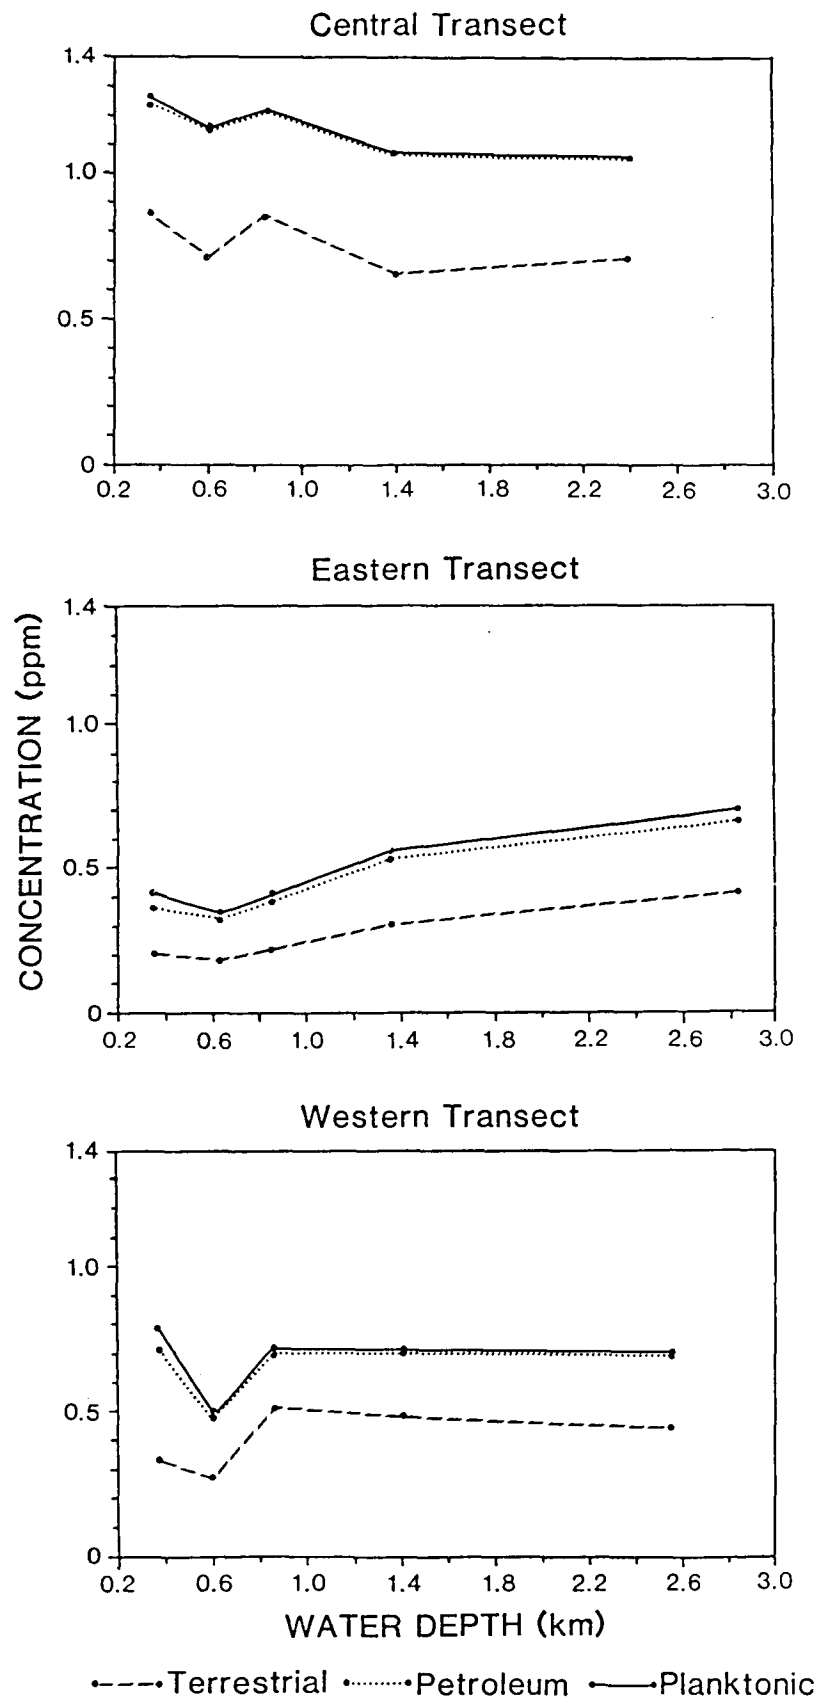 Central Transect
1.4
1.0
0.5
0
0.2 0.6 1.0 1.4 1.8 2.2 2.6 3.0
Eastern Transect
1.4
1.0
0.5
0
0.2 0.6 1.0 1.4 1.8 2.2 2.6 3.0
CONCENTRATION (ppm)
Western Transect
1.4
1.0
0.5
0
0.2 0.6 1.0 1.4 1.8 2.2 2.6 3.0
WATER DEPTH (km)
Terrestrial Petroleum Planktonic